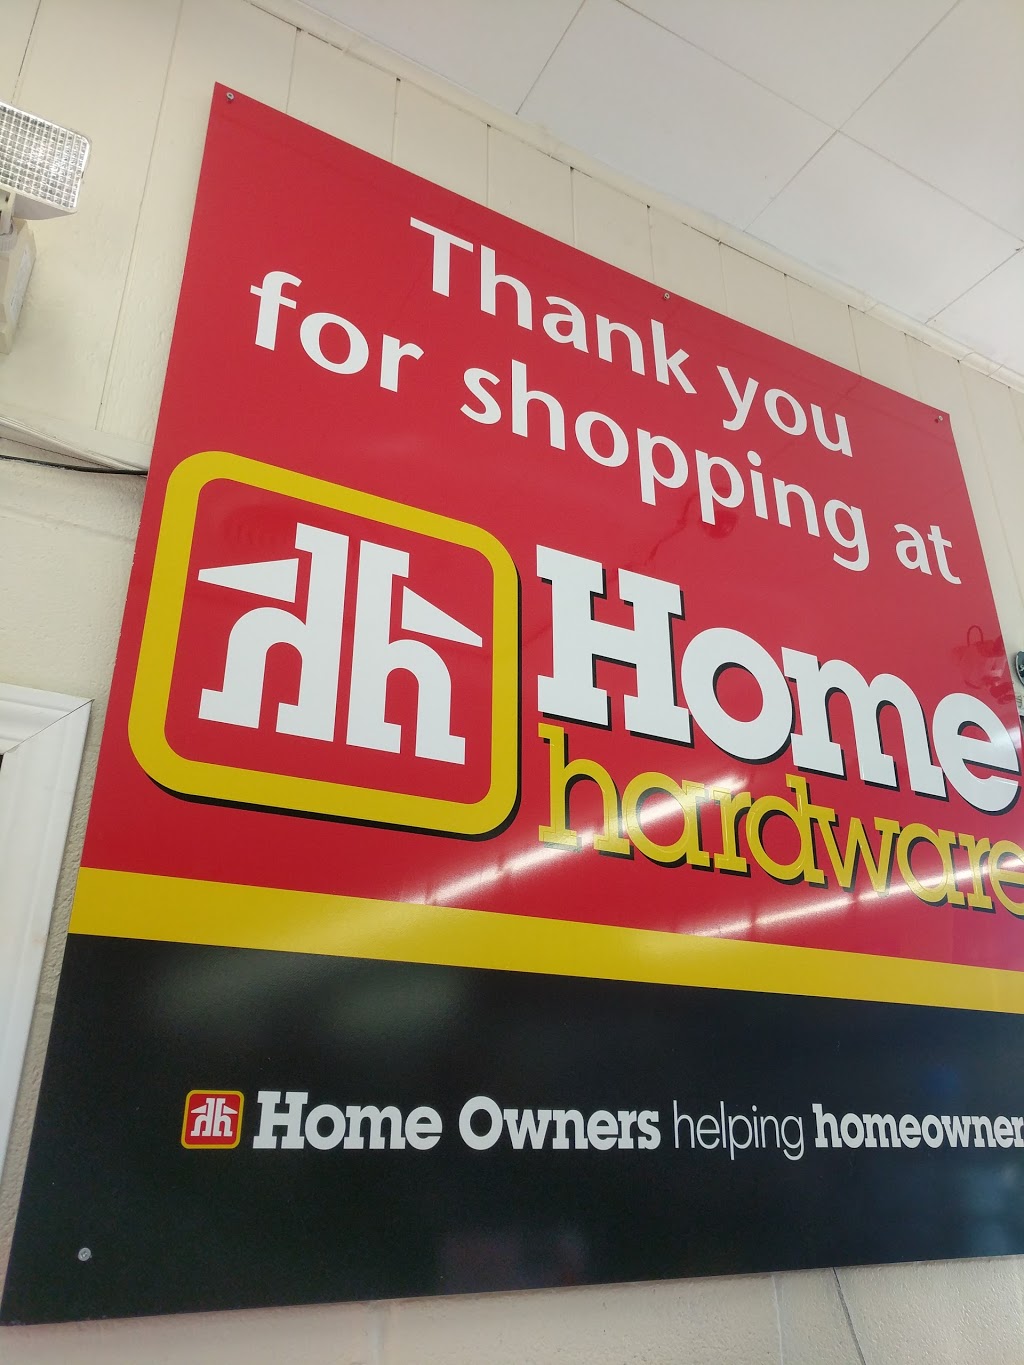 Thank you
for shopping at
Home
hardware
Home Owners helping homeowner